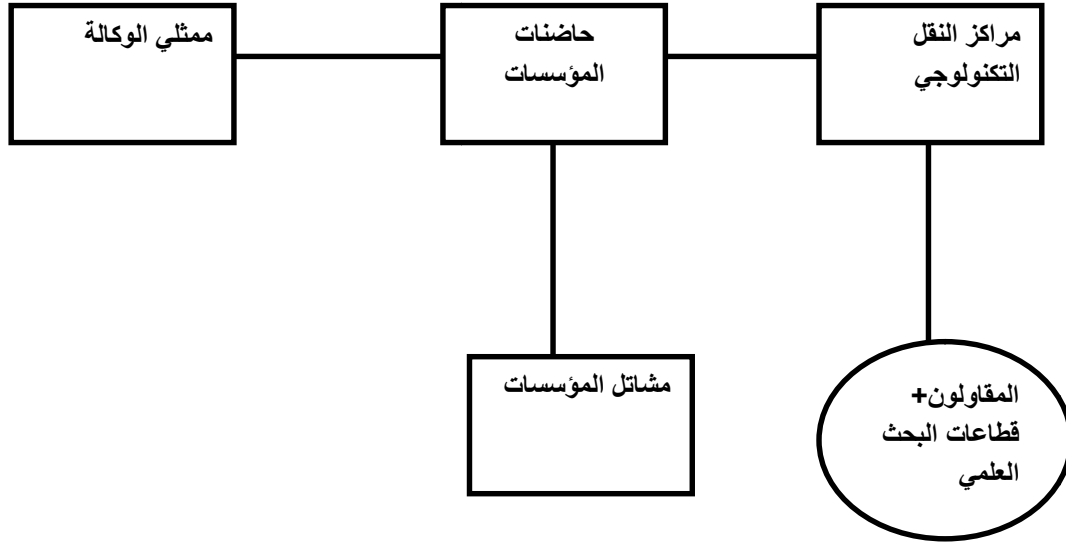 مراكز النقل
التكنولوجي
حاضنات
المؤسسات
ممثلي الوكالة
مشاتل المؤسسات
المقاولون+
قطاعات البحث
العلمي